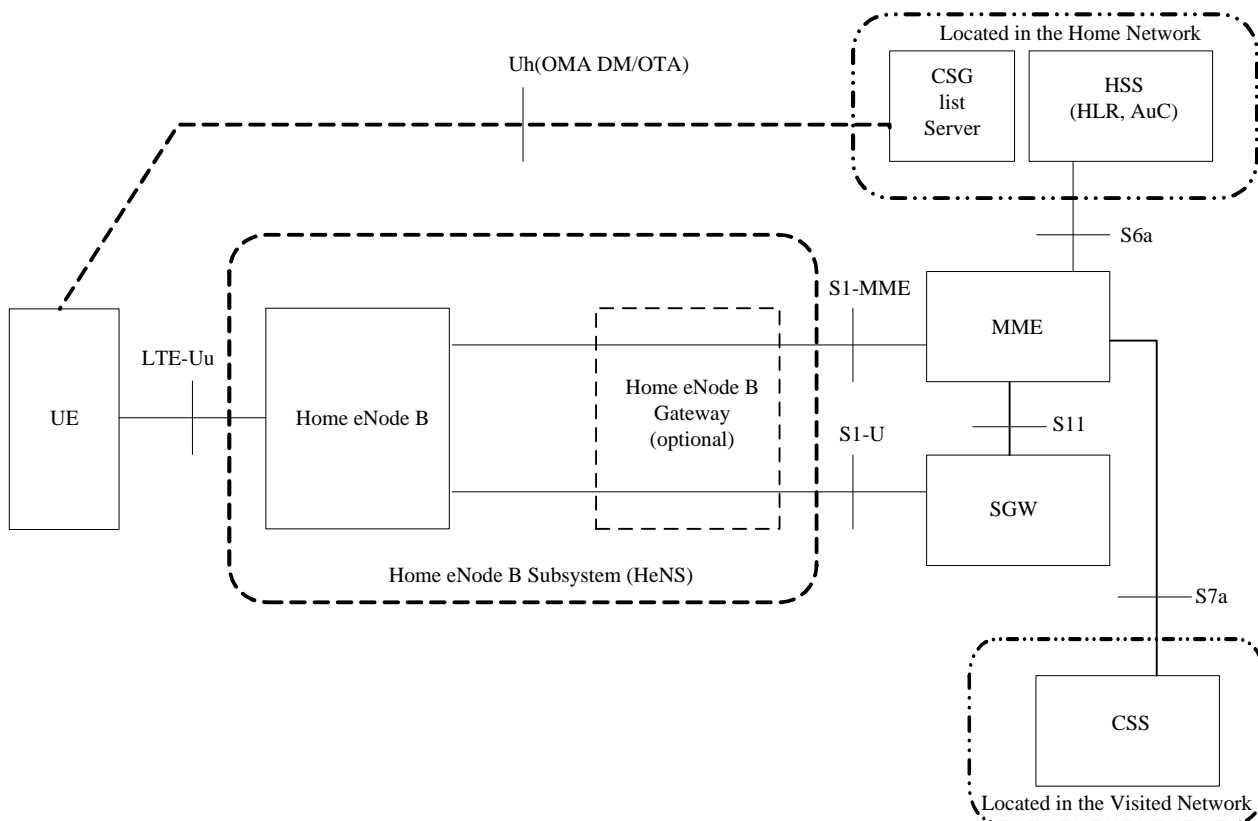 Located in the Home Network
Uh(OMA DM/OTA)
CSG
list
Server
HSS
(HLR, AuC)
S6a
S1-MME
MME
LTE-Uu
UE
Home eNode B
Home eNode B
Gateway
(optional)
S1-U
S11
SGW
Home eNode B Subsystem (HeNS)
S7a
CSS
Located in the Visited Network